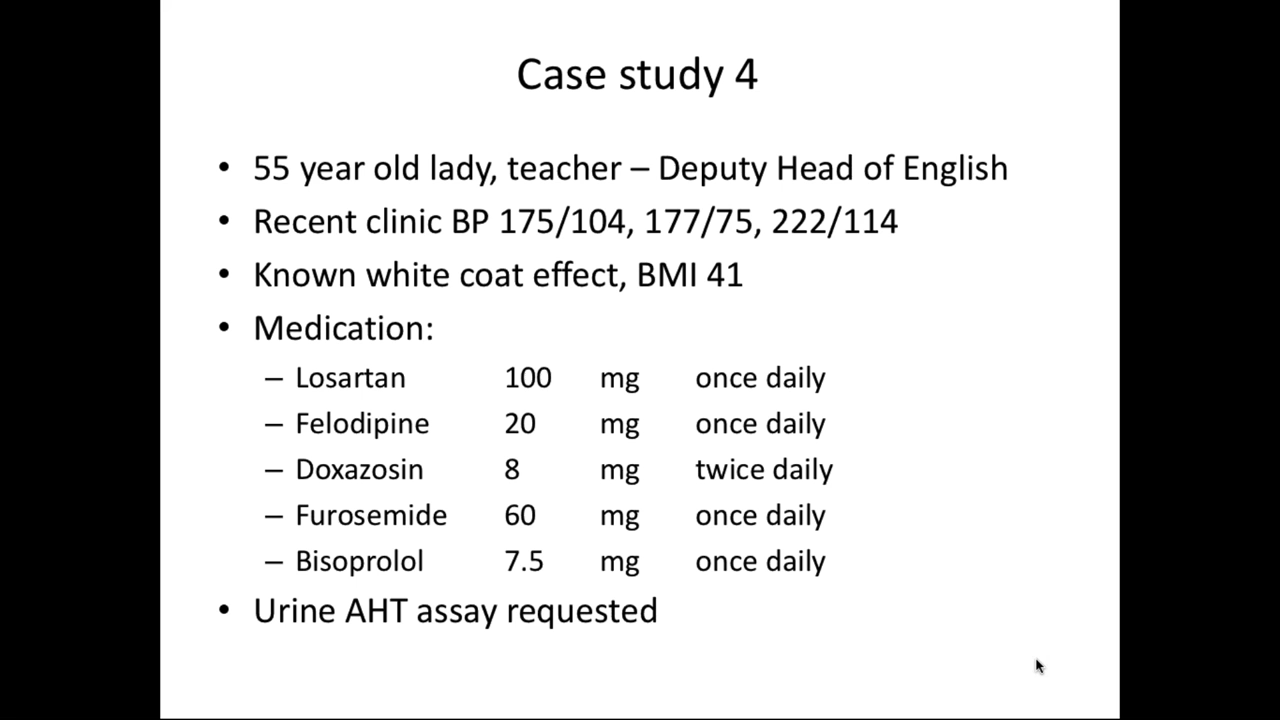 Case study 4
• 55 year old lady, teacher – Deputy Head of English
• Recent clinic BP 175/104, 177/75, 222/114
• Known white coat effect, BMI 41
• Medication:
– Losartan 100 mg once daily
– Felodipine 20 mg once daily
– Doxazosin 8 mg twice daily
– Furosemide 60 mg once daily
– Bisoprolol 7.5 mg once daily
• Urine AHT assay requested